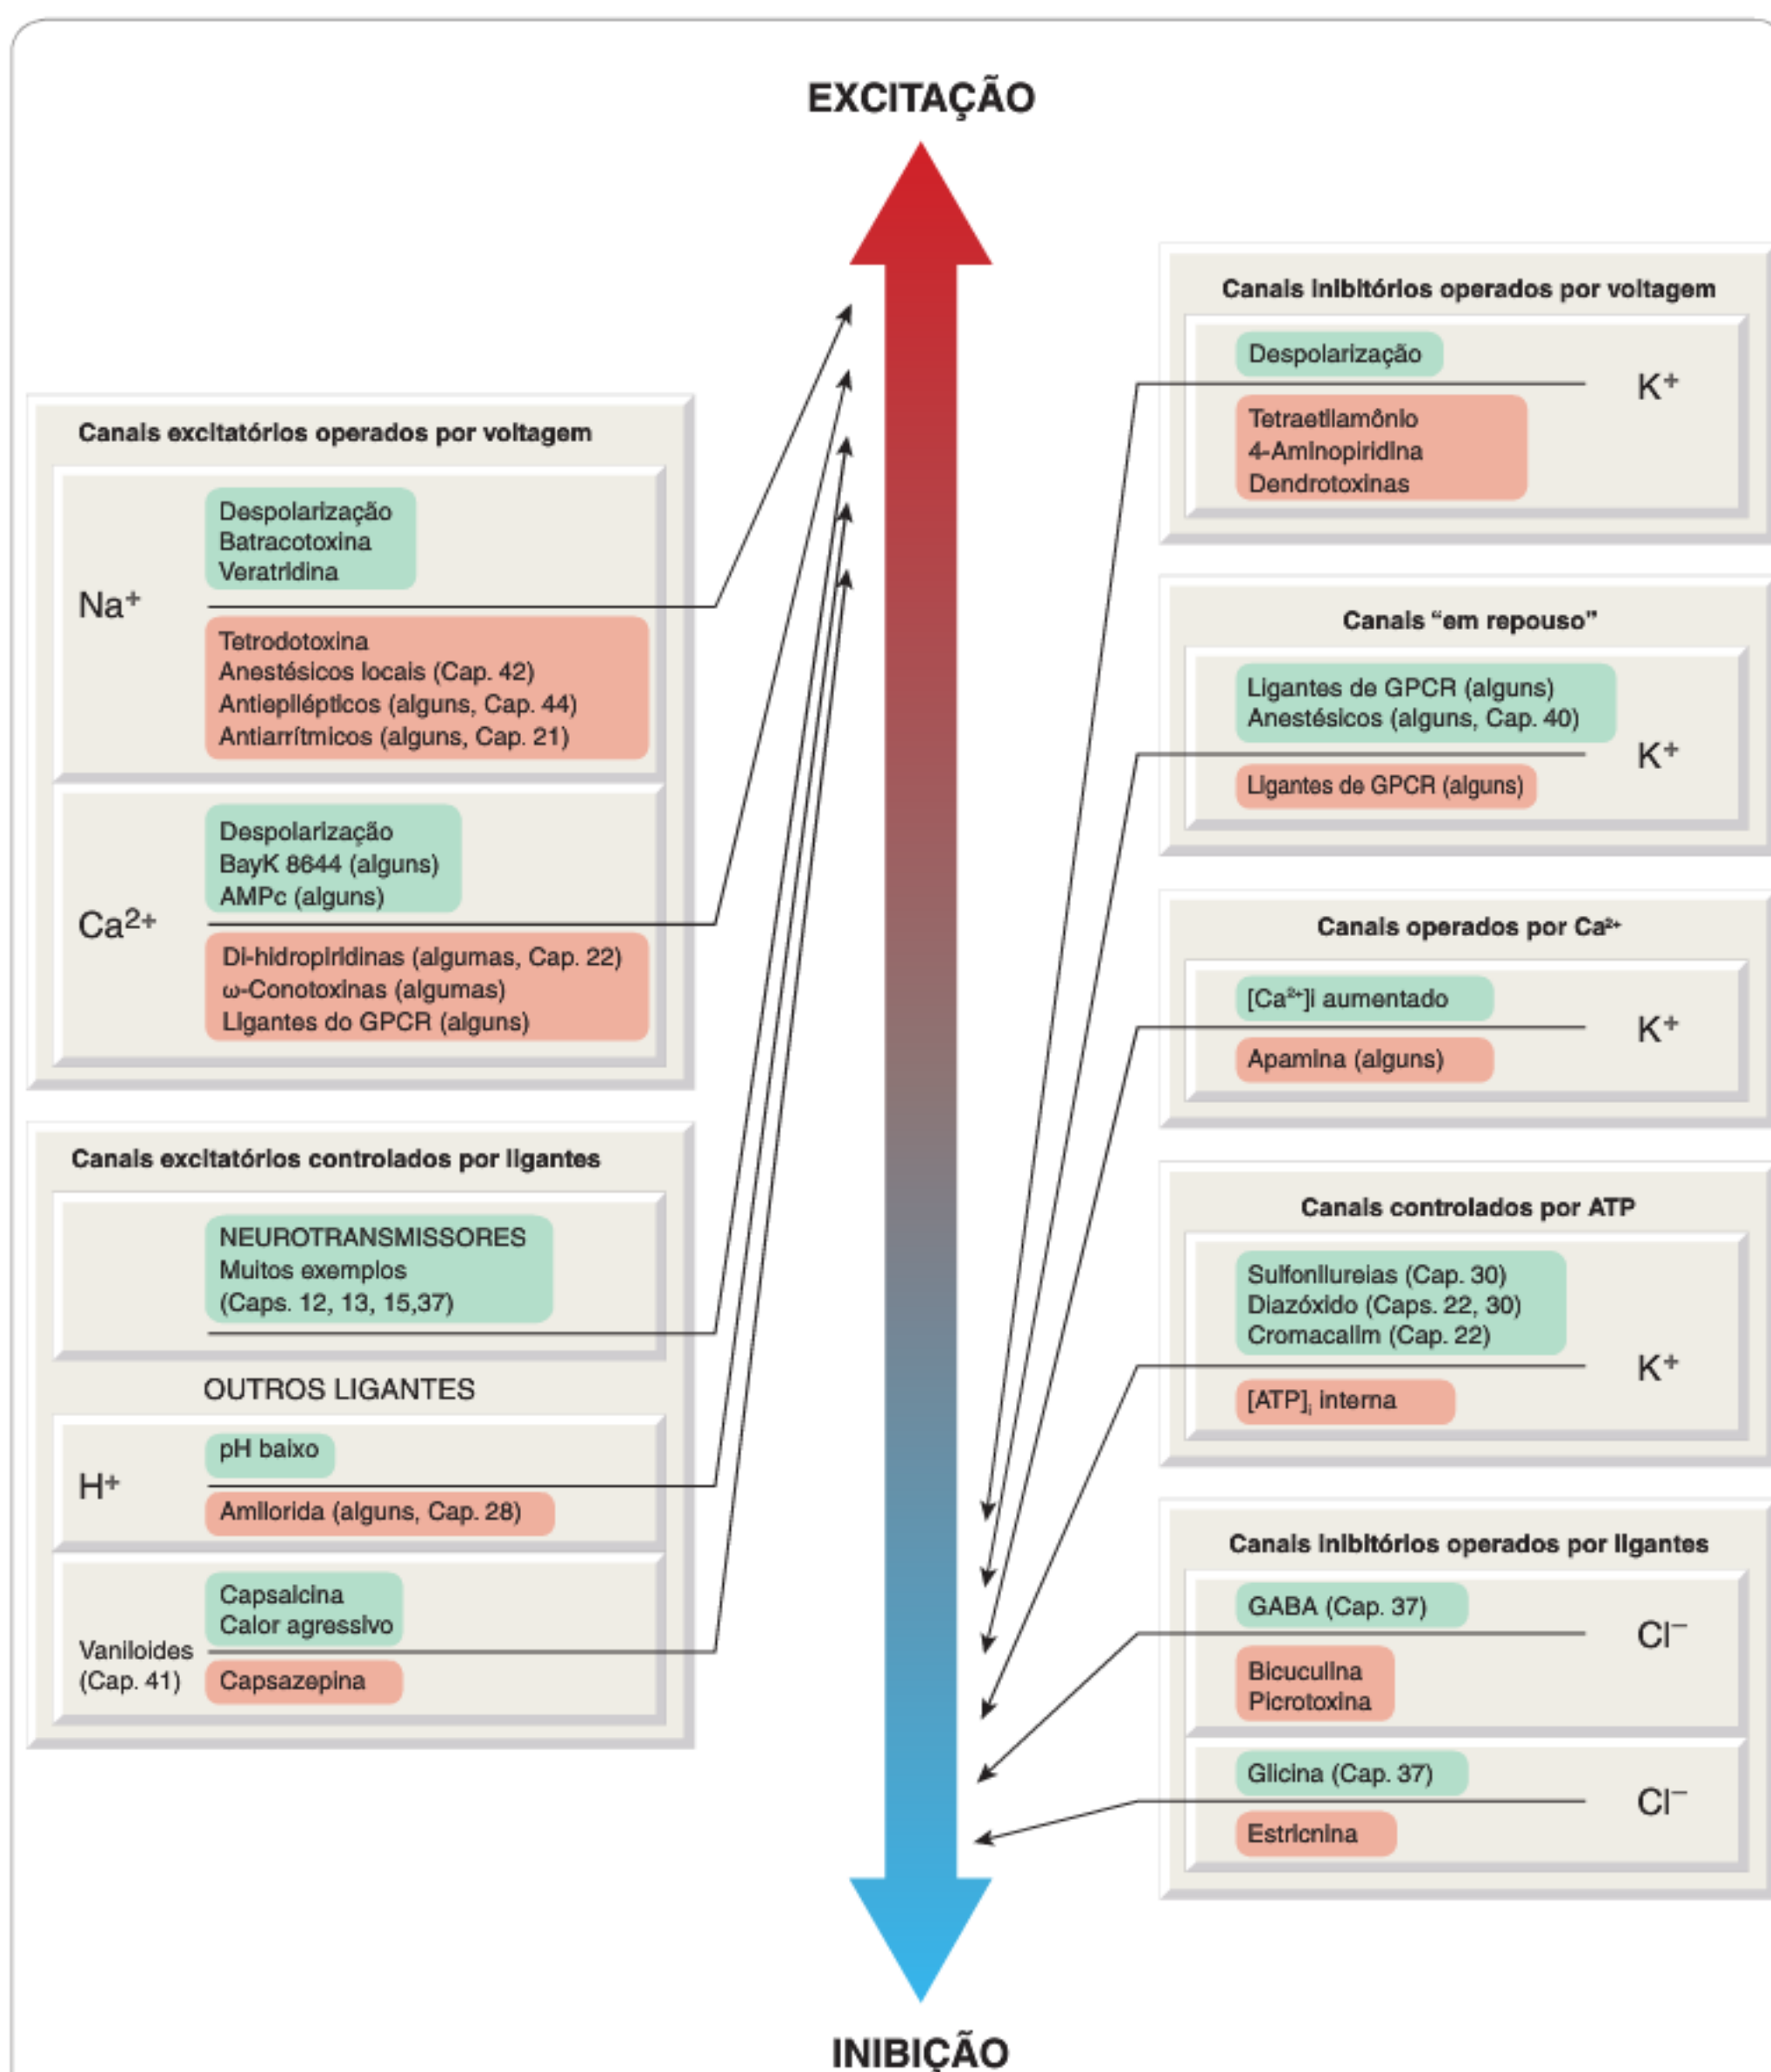 EXCITAÇÃO
Canais excitatórios operados por voltagem
Na⁺
Despolarização
Batracotoxina
Veratridina
Tetrodotoxina
Anestésicos locais (Cap. 42)
Antiepilépticos (alguns, Cap. 44)
Antiarrítmicos (alguns, Cap. 21)
Ca²⁺
Despolarização
BayK 8644 (alguns)
AMPc (alguns)
Di-hidropiridinas (algumas, Cap. 22)
ω-Conotoxinas (algumas)
Ligantes do GPCR (alguns)
Canais excitatórios controlados por ligantes
NEUROTRANSMISSORES
Muitos exemplos
(Caps. 12, 13, 15,37)
OUTROS LIGANTES
H⁺
pH baixo
Amilorida (alguns, Cap. 28)
Vaniloides
(Cap. 41)
Capsaicina
Calor agressivo
Capsazepina
Canais inibitórios operados por voltagem
Despolarização
K⁺
Tetraetilamônio
4-Aminopiridina
Dendrotoxinas
Canais “em repouso”
Ligantes de GPCR (alguns)
Anestésicos (alguns, Cap. 40)
K⁺
Ligantes de GPCR (alguns)
Canais operados por Ca²⁺
[Ca²⁺]i aumentado
K⁺
Apamina (alguns)
Canais controlados por ATP
Sulfonilureias (Cap. 30)
Diazóxido (Caps. 22, 30)
Cromacalim (Cap. 22)
K⁺
[ATP]ᵢ interna
Canais inibitórios operados por ligantes
GABA (Cap. 37)
Cl⁻
Bicuculina
Picrotoxina
Glicina (Cap. 37)
Cl⁻
Estricnina
INIBIÇÃO